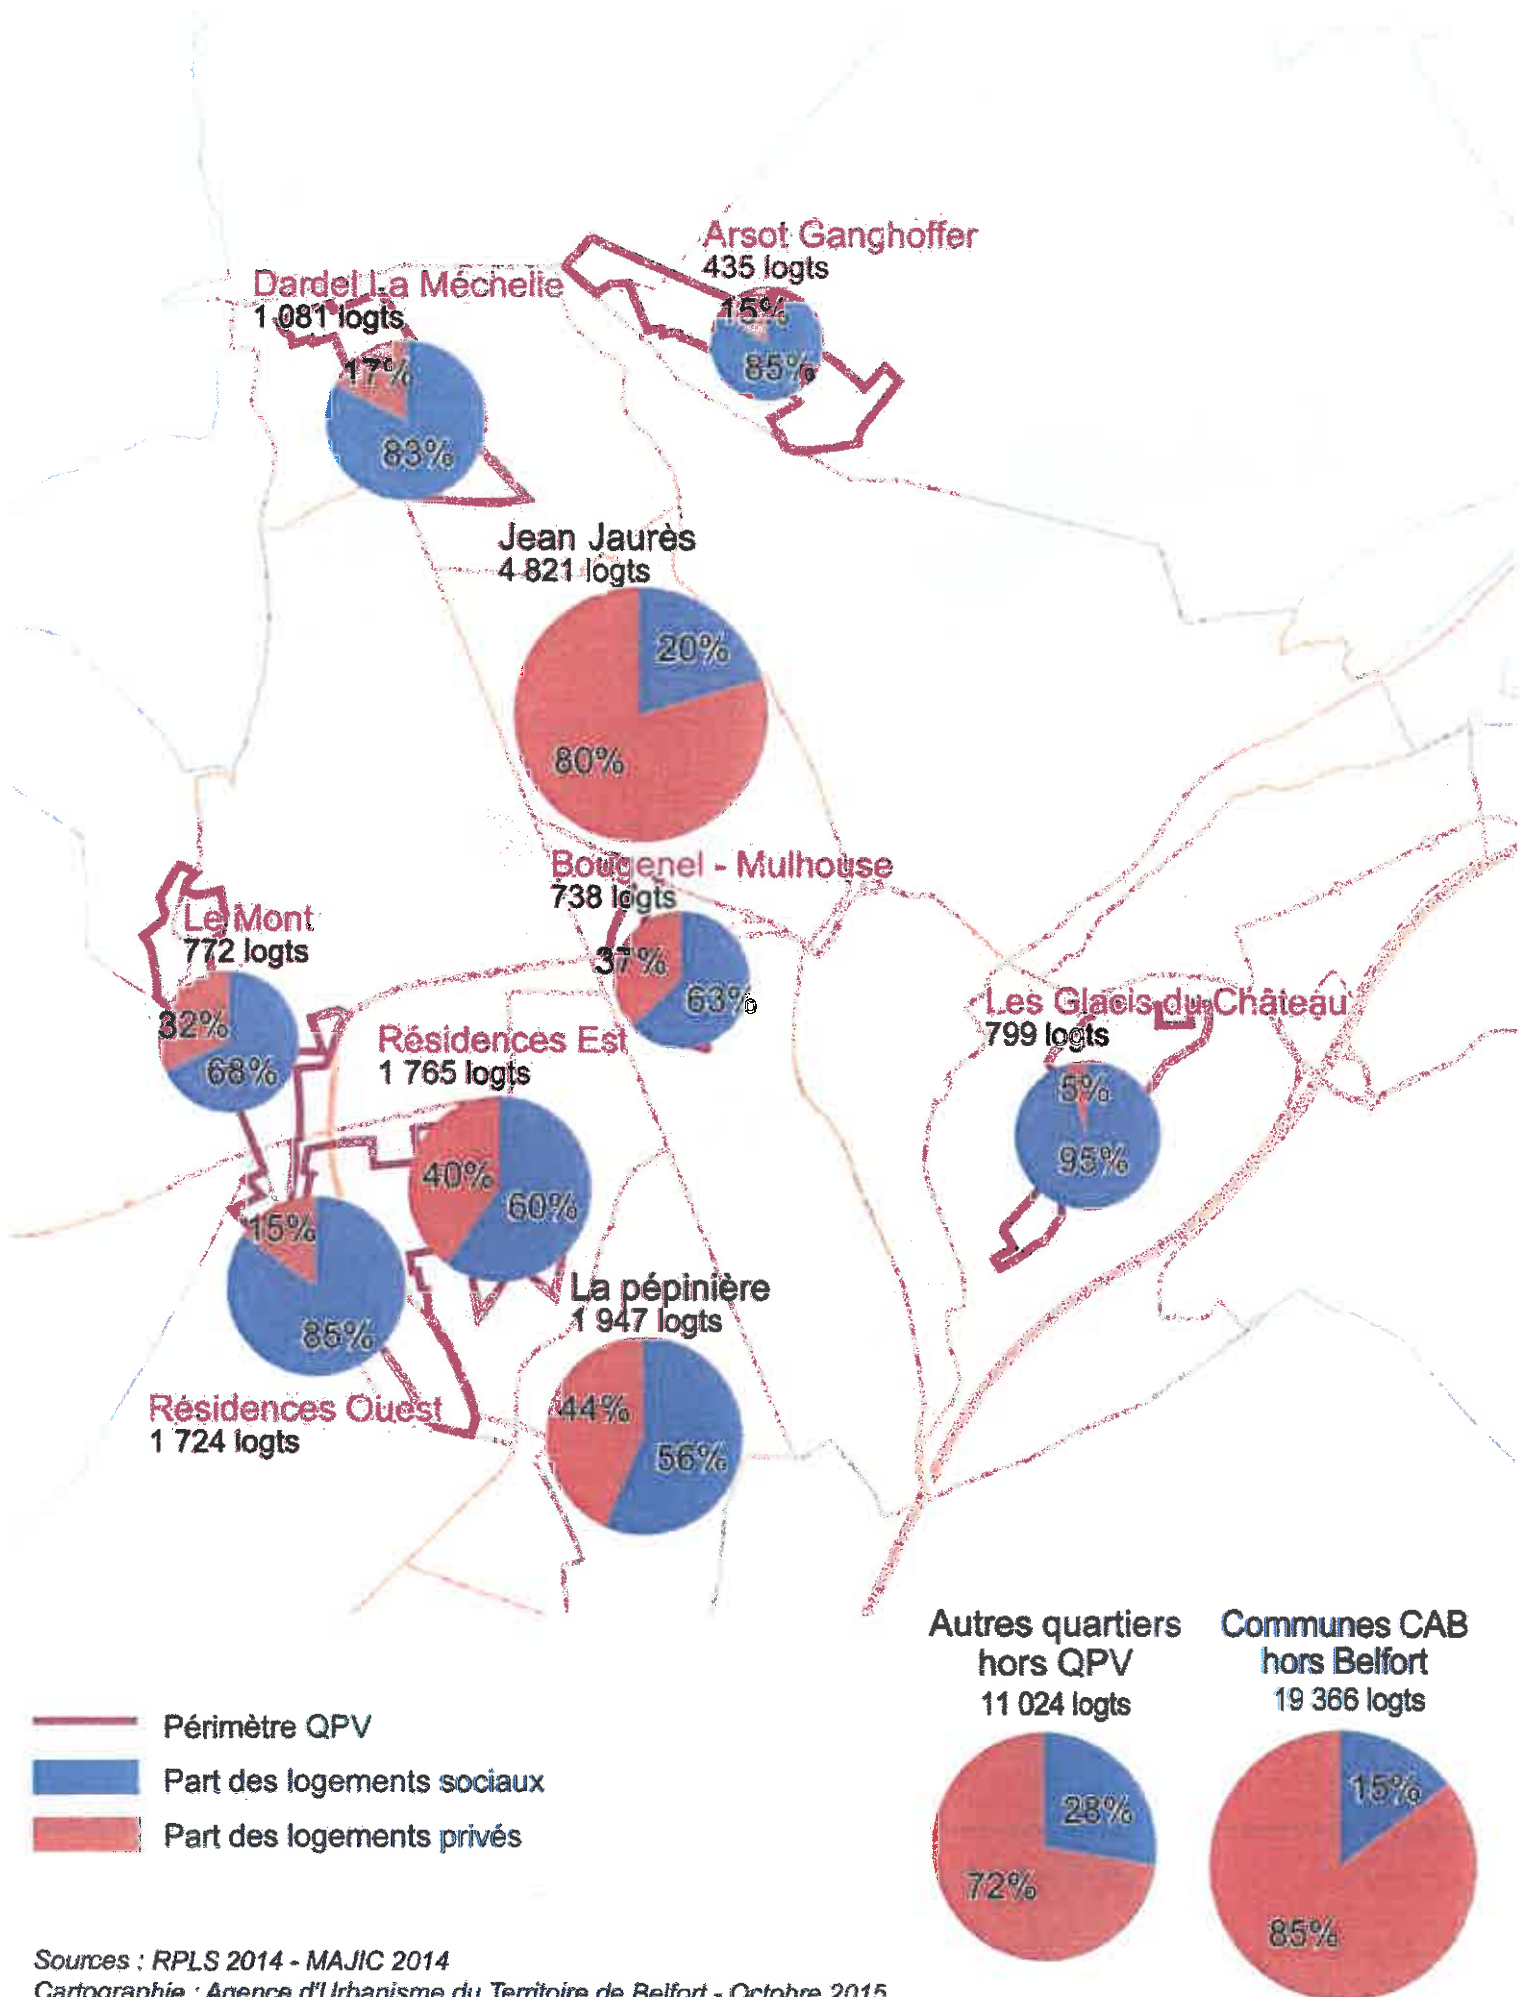 Arsot Ganghoffer
435 logts
15%
85%
Dardel La Méchelle
1 081 logts
17%
83%
Jean Jaurès
4 821 logts
20%
80%
Bougenel - Mulhouse
738 logts
37%
63%
Le Mont
772 logts
32%
68%
Résidences Est
1 765 logts
40%
60%
Les Glacis du Château
799 logts
5%
95%
15%
85%
Résidences Ouest
1 724 logts
La pépinière
1 947 logts
44%
56%
Autres quartiers
hors QPV
11 024 logts
28%
72%
Communes CAB
hors Belfort
19 366 logts
15%
85%
Périmètre QPV
Part des logements sociaux
Part des logements privés
Sources : RPLS 2014 - MAJIC 2014
Cartographie : Agence d'Urbanisme du Territoire de Belfort - Octobre 2015